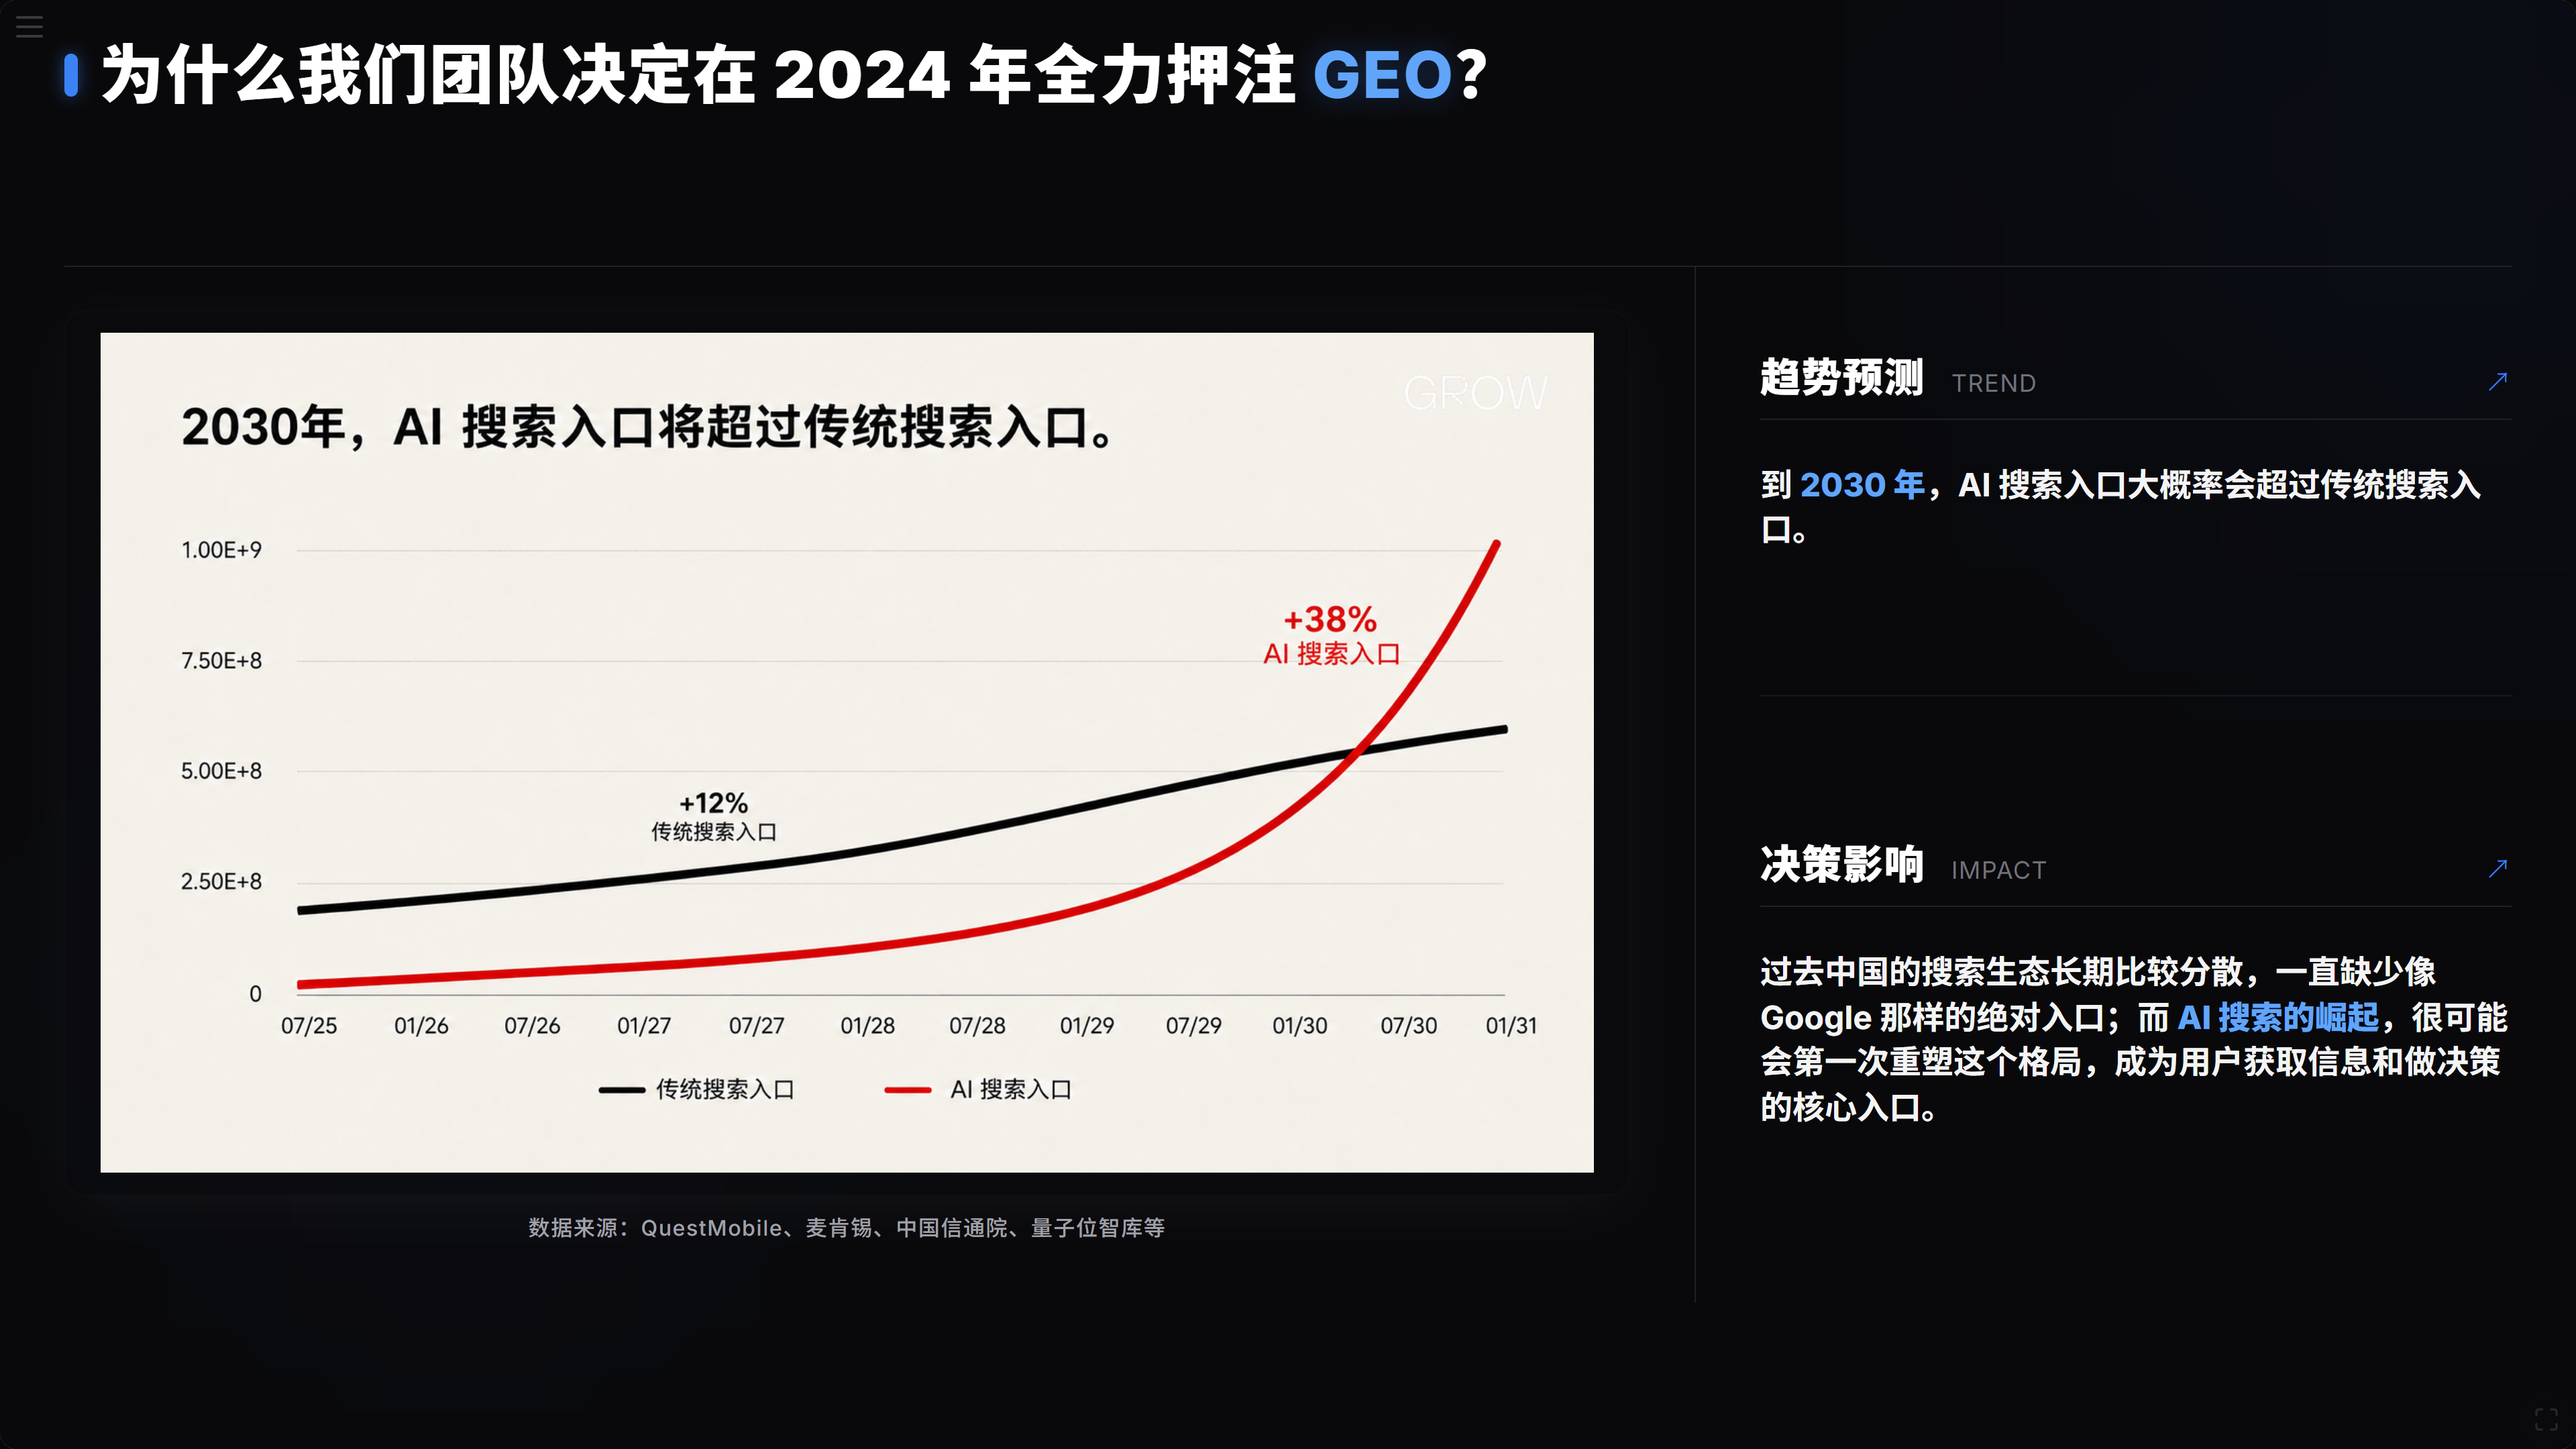 为什么我们团队决定在 2024 年全力押注 GEO?
GROW
2030年，AI 搜索入口将超过传统搜索入口。
1.00E+9
7.50E+8
5.00E+8
2.50E+8
0
+38%
AI 搜索入口
+12%
传统搜索入口
07/25 01/26 07/26 01/27 07/27 01/28 07/28 01/29 07/29 01/30 07/30 01/31
传统搜索入口 AI 搜索入口
数据来源：QuestMobile、麦肯锡、中国信通院、量子位智库等
趋势预测 TREND
到 2030 年，AI 搜索入口大概率会超过传统搜索入
口。
决策影响 IMPACT
过去中国的搜索生态长期比较分散，一直缺少像
Google 那样的绝对入口；而 AI 搜索的崛起，很可能
会第一次重塑这个格局，成为用户获取信息和做决策
的核心入口。